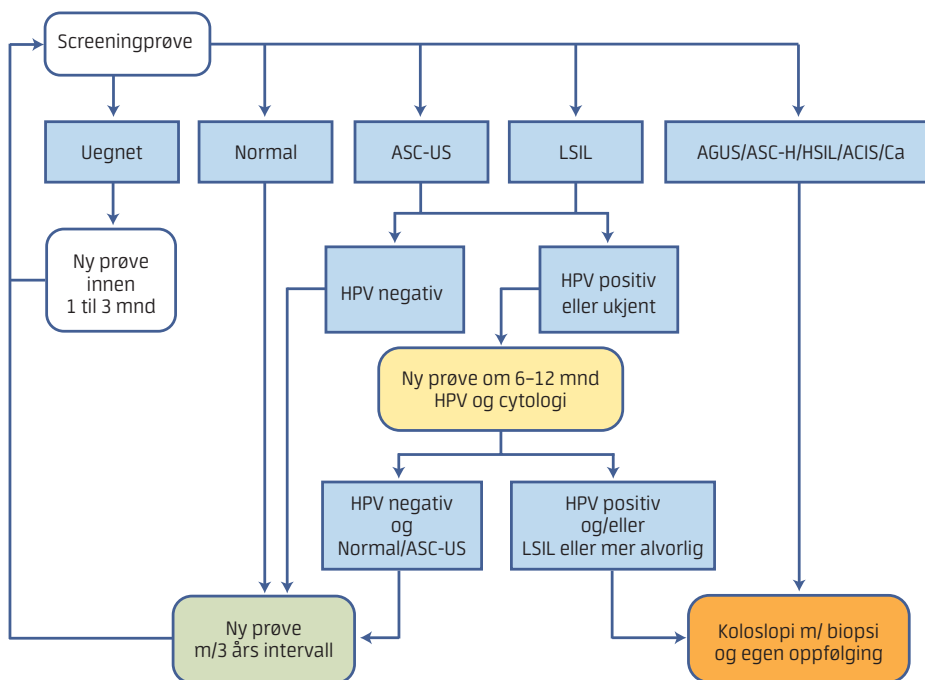 Screeningprøve
Uegnet
Normal
ASC-US
LSIL
AGUS/ASC-H/HSIL/ACIS/Ca
Ny prøve
innen
1 til 3 mnd
HPV negativ
HPV positiv
eller ukjent
Ny prøve om 6–12 mnd
HPV og cytologi
HPV negativ
og
Normal/ASC-US
HPV positiv
og/eller
LSIL eller mer alvorlig
Ny prøve
m/3 års intervall
Koloslopi m/ biopsi
og egen oppfølging